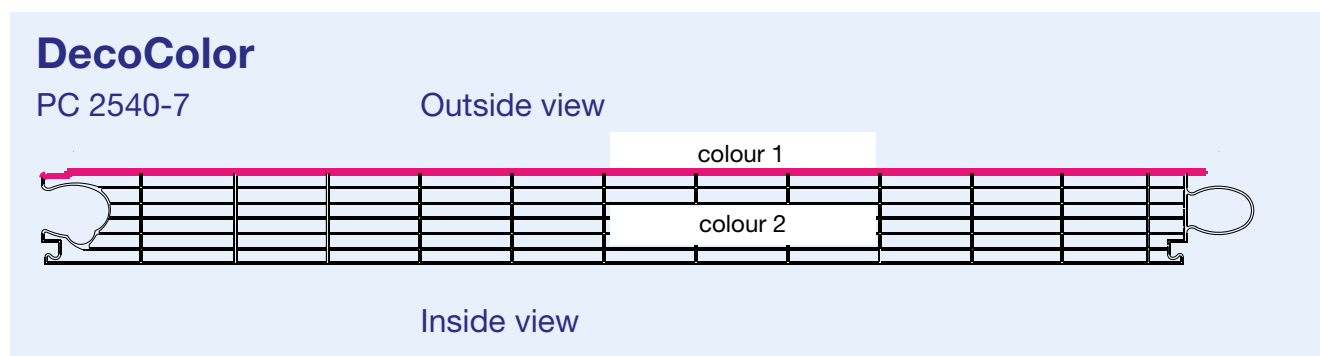 DecoColor
PC 2540-7
Outside view
colour 1
colour 2
Inside view